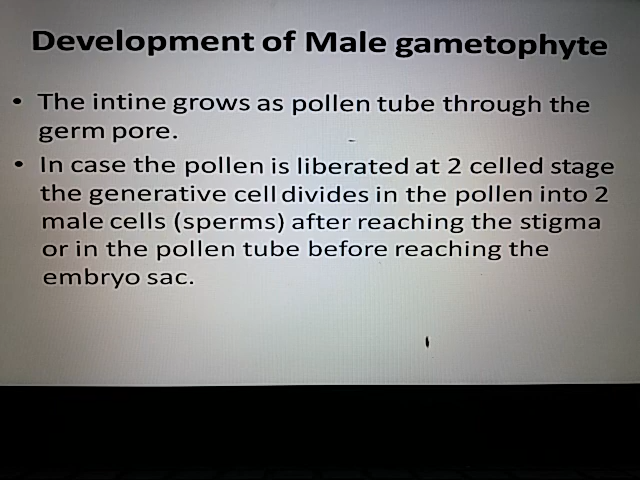 Development of Male gametophyte
• The intine grows as pollen tube through the
germ pore.
• In case the pollen is liberated at 2 celled stage
the generative cell divides in the pollen into 2
male cells (sperms) after reaching the stigma
or in the pollen tube before reaching the
embryo sac.